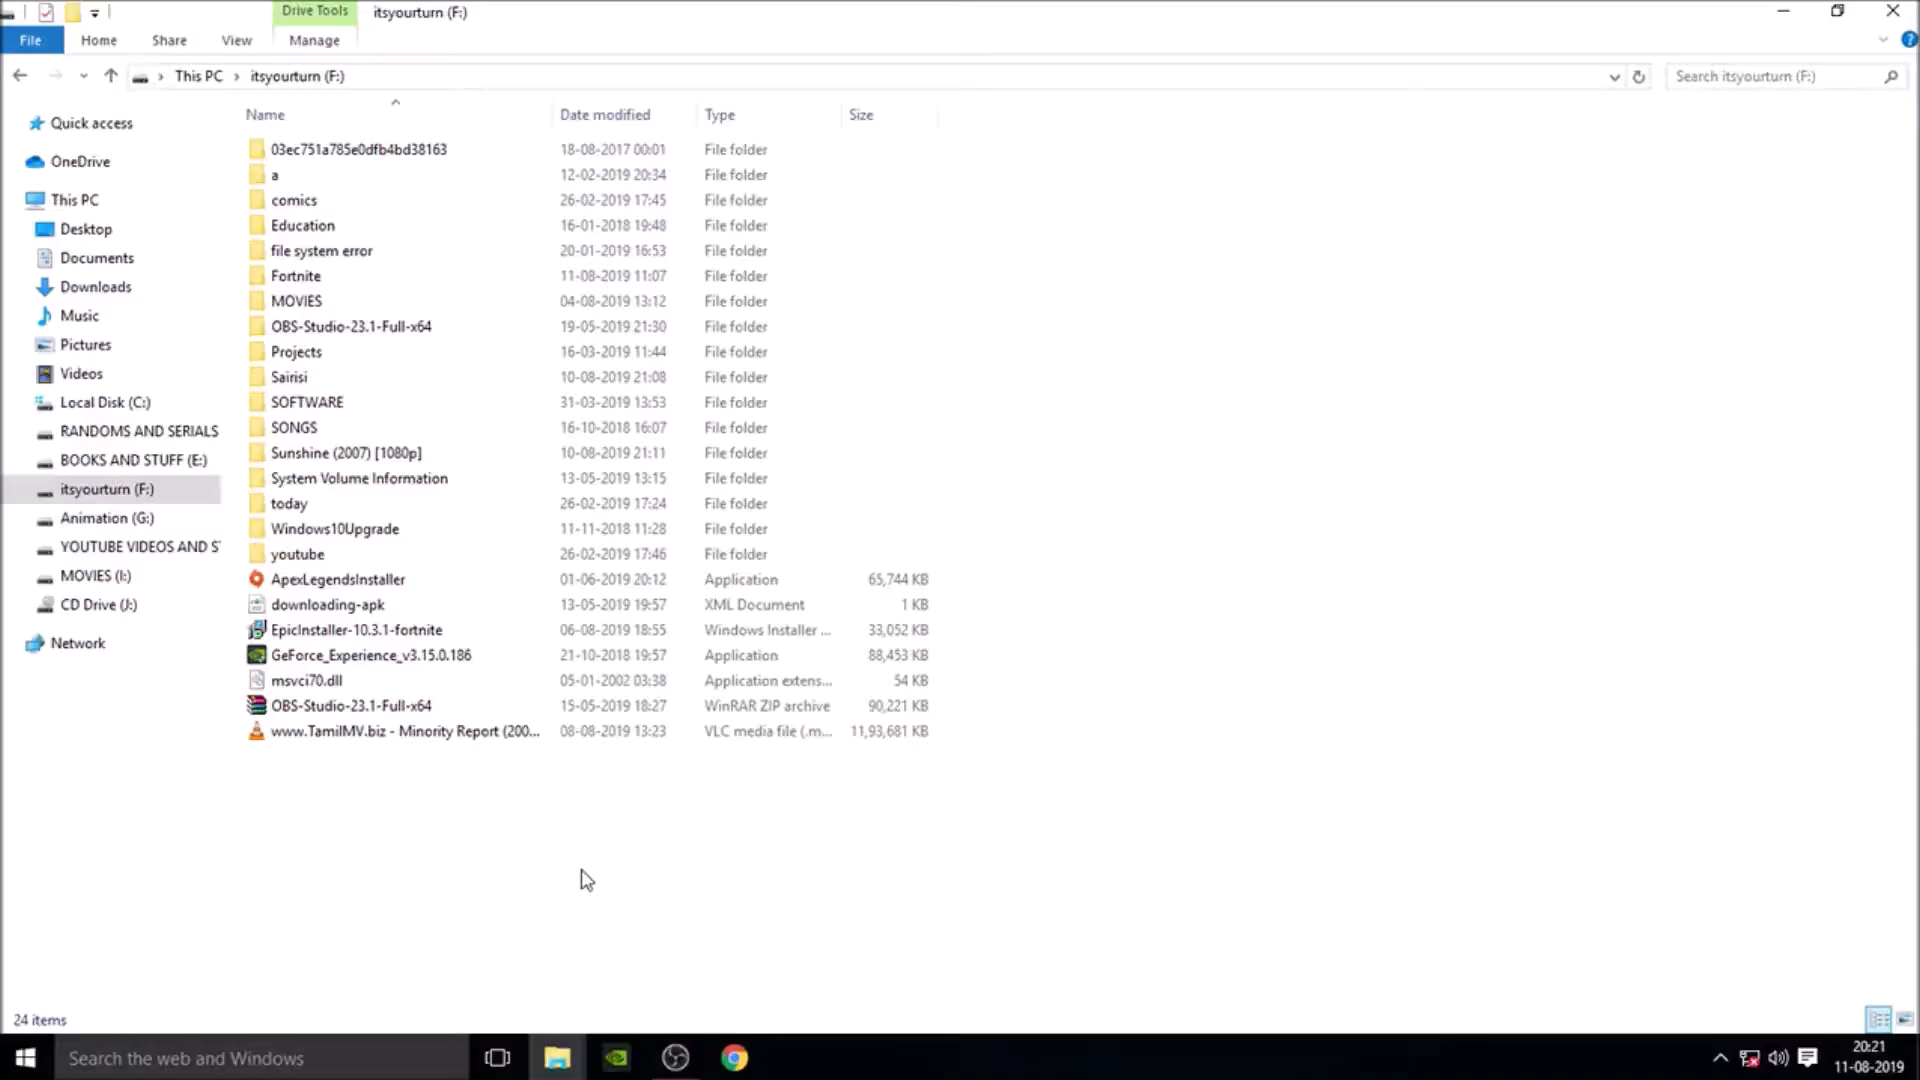 Drive Tools
itsyourturn (F:)
File
Home
Share
View
Manage
This PC
itsyourturn (F:)
Search itsyourturn (F:)
Name
Date modified
Type
Size
Quick access
OneDrive
This PC
Desktop
Documents
Downloads
Music
Pictures
Videos
Local Disk (C:)
RANDOMS AND SERIALS
BOOKS AND STUFF (E:)
itsyourturn (F:)
Animation (G:)
YOUTUBE VIDEOS AND S
MOVIES (I:)
CD Drive (J:)
Network
03ec751a785e0dfb4bd38163 18-08-2017 00:01 File folder
a 12-02-2019 20:34 File folder
comics 26-02-2019 17:45 File folder
Education 16-01-2018 19:48 File folder
file system error 20-01-2019 16:53 File folder
Fortnite 11-08-2019 11:07 File folder
MOVIES 04-08-2019 13:12 File folder
OBS-Studio-23.1-Full-x64 19-05-2019 21:30 File folder
Projects 16-03-2019 11:44 File folder
Sairisi 10-08-2019 21:08 File folder
SOFTWARE 31-03-2019 13:53 File folder
SONGS 16-10-2018 16:07 File folder
Sunshine (2007) [1080p] 10-08-2019 21:11 File folder
System Volume Information 13-05-2019 13:15 File folder
today 26-02-2019 17:24 File folder
Windows10Upgrade 11-11-2018 11:28 File folder
youtube 26-02-2019 17:46 File folder
ApexLegendsInstaller 01-06-2019 20:12 Application 65,744 KB
downloading-apk 13-05-2019 19:57 XML Document 1 KB
EpicInstaller-10.3.1-fortnite 06-08-2019 18:55 Windows Installer ... 33,052 KB
GeForce_Experience_v3.15.0.186 21-10-2018 19:57 Application 88,453 KB
msvci70.dll 05-01-2002 03:38 Application extens... 54 KB
OBS-Studio-23.1-Full-x64 15-05-2019 18:27 WinRAR ZIP archive 90,221 KB
www.TamilMV.biz - Minority Report (200... 08-08-2019 13:23 VLC media file (.m... 11,93,681 KB
24 items
Search the web and Windows
20:21
11-08-2019